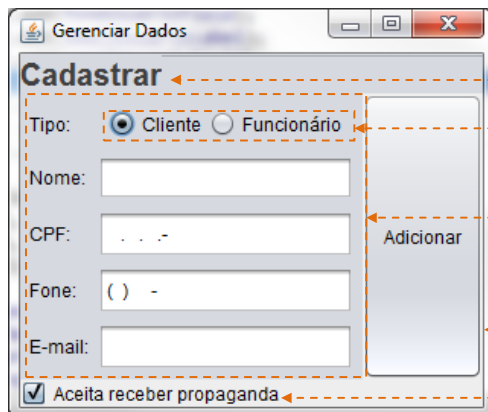 Gerenciar Dados
Cadastrar
Tipo: Cliente Funcionário
Nome:
CPF: . . .-
Adicionar
Fone: ( ) -
E-mail:
Aceita receber propaganda